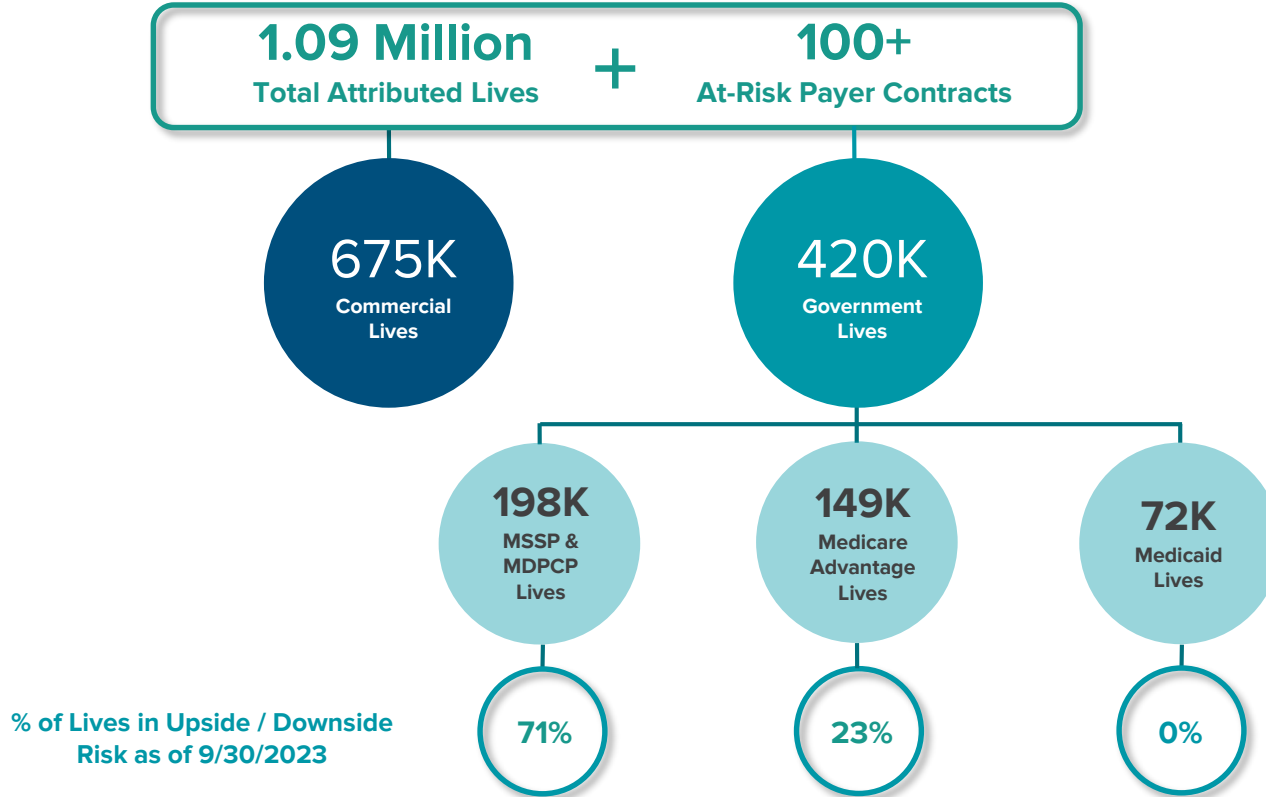 1.09 Million
Total Attributed Lives
+
100+
At-Risk Payer Contracts
675K
Commercial
Lives
420K
Government
Lives
198K
MSSP &
MDPCP
Lives
149K
Medicare
Advantage
Lives
72K
Medicaid
Lives
% of Lives in Upside / Downside
Risk as of 9/30/2023
71%
23%
0%